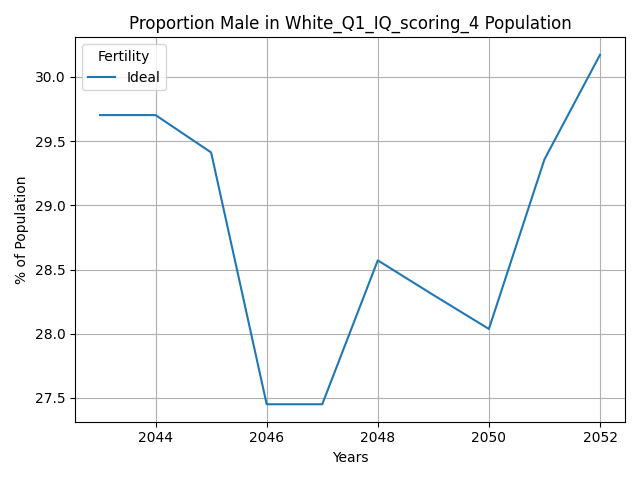 Proportion Male in White_Q1_IQ_scoring_4 Population
Fertility
Ideal
% of Population
30.0
29.5
29.0
28.5
28.0
27.5
2044
2046
2048
2050
2052
Years